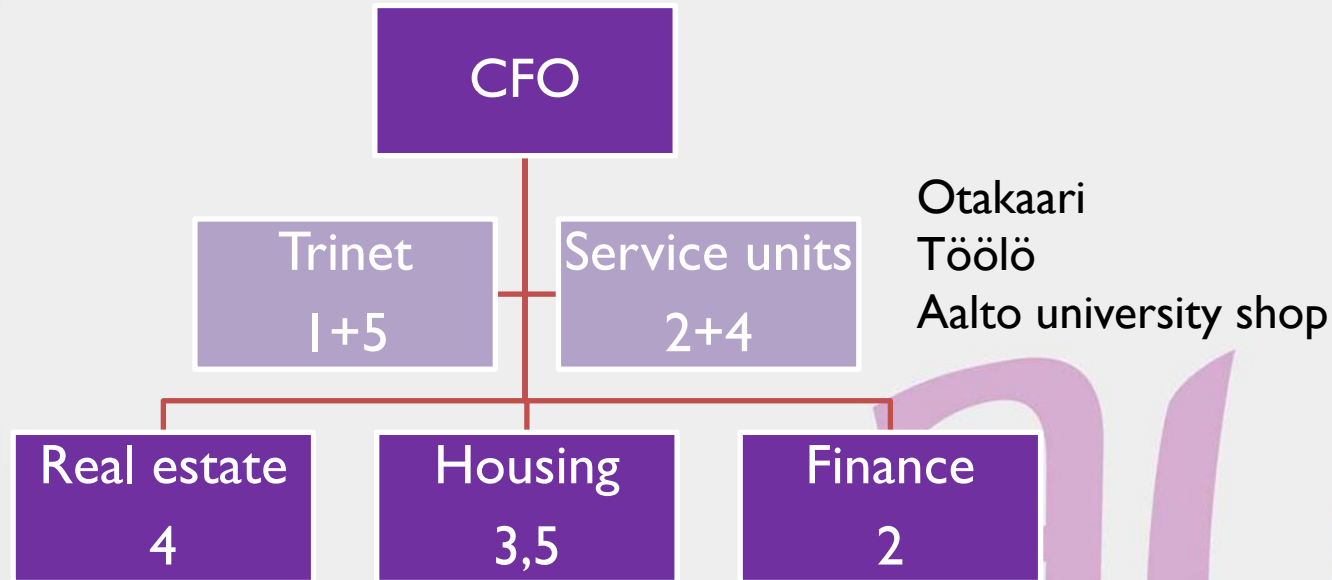 CFO
Trinet
1+5
Service units
2+4
Otakaari
Töölö
Aalto university shop
Real estate
4
Housing
3,5
Finance
2